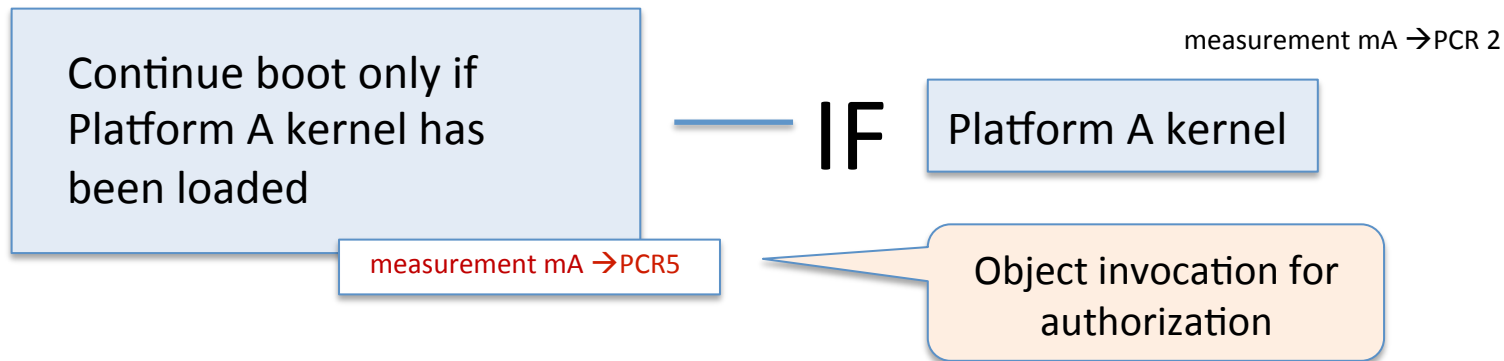 measurement mA →PCR 2
Continue boot only if
Platform A kernel has
been loaded
IF
Platform A kernel
measurement mA →PCR5
Object invocation for
authorization